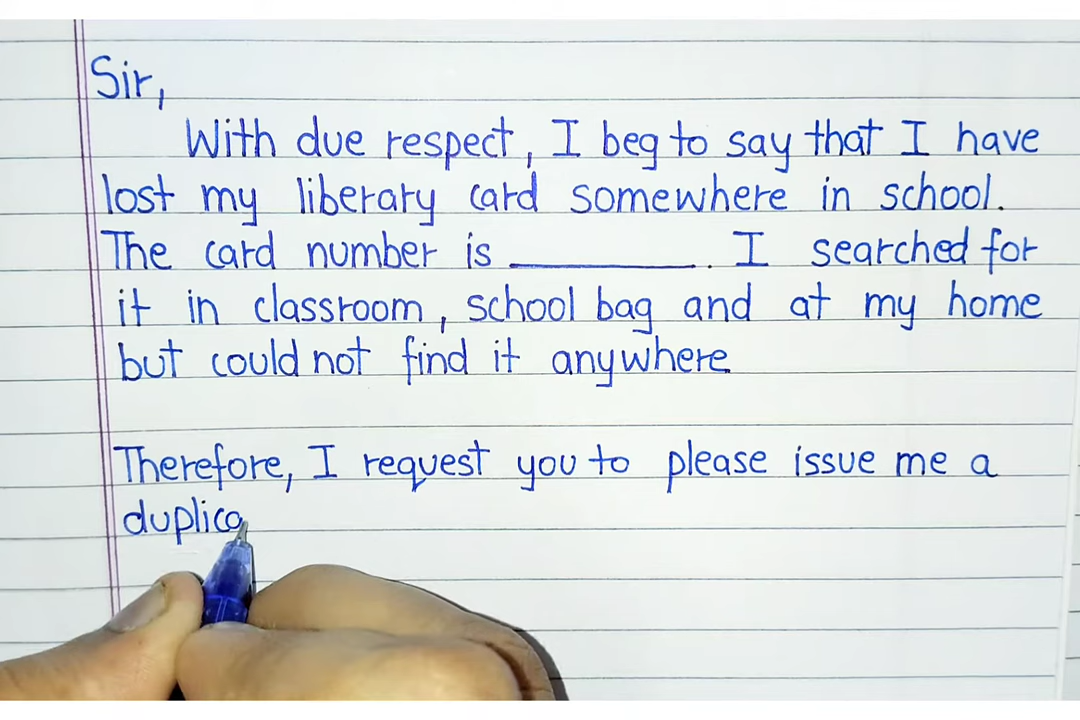 Sir,
With due respect, I beg to say that I have
lost my liberary card somewhere in school.
The card number is __________. I searched for
it in classroom, school bag and at my home
but could not find it anywhere
Therefore, I request you to please issue me a
duplica